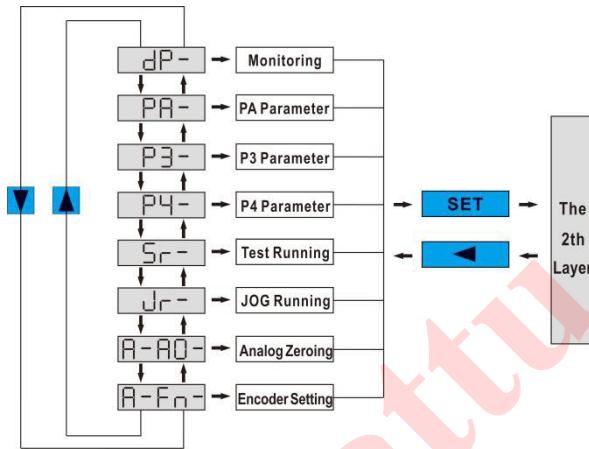 dP-
Monitoring
PA-
PA Parameter
P3-
P3 Parameter
P4-
P4 Parameter
SET
Sr-
Test Running
Jr-
JOG Running
A-A0-
Analog Zeroing
A-Fn-
Encoder Setting
The
2th
Layer